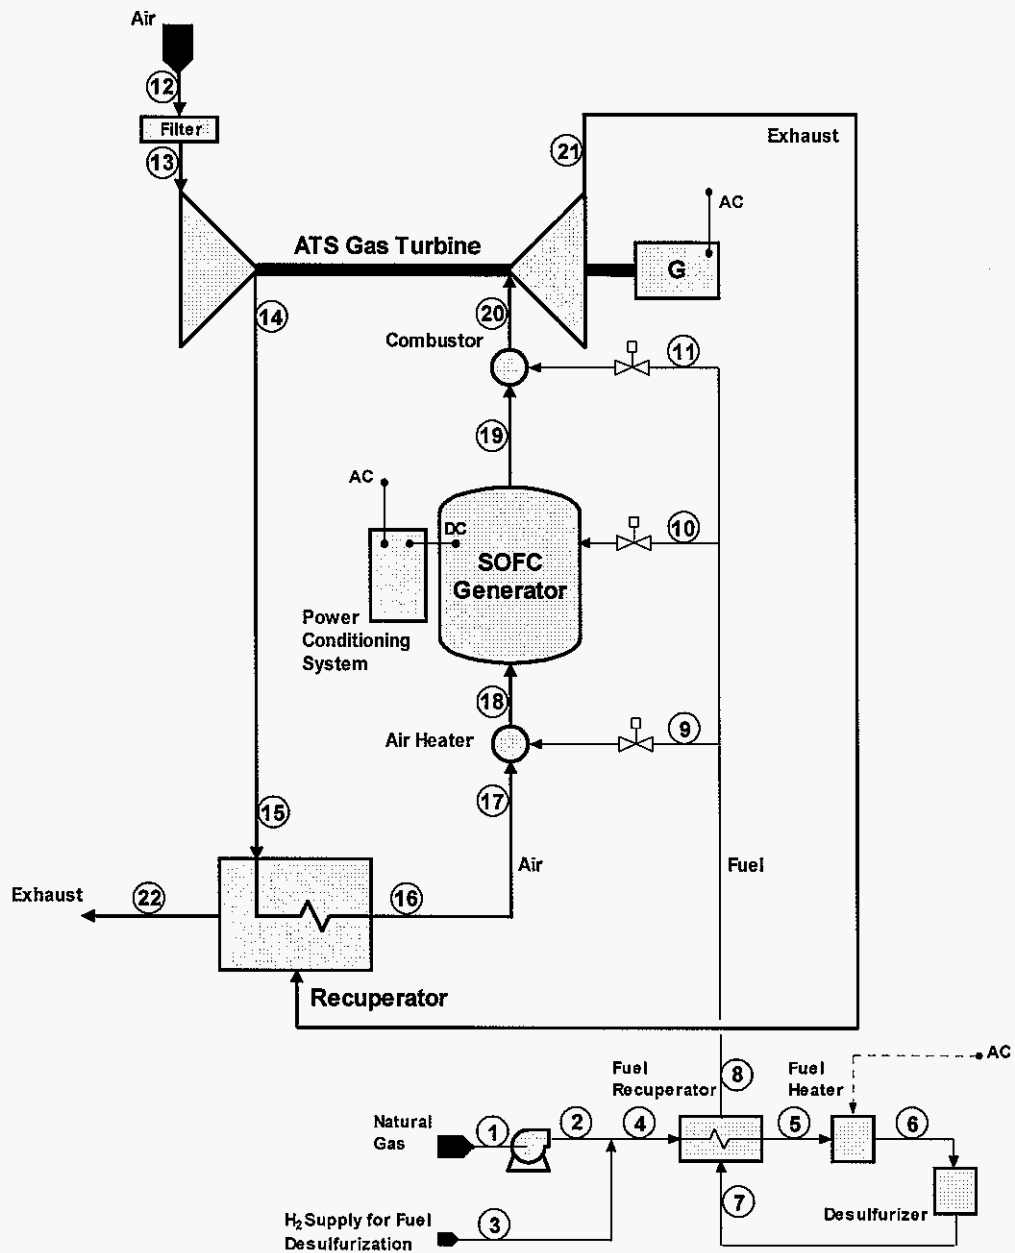 Air
12
Filter
13
21
Exhaust
AC
ATS Gas Turbine
G
14
20
Combustor
11
19
AC
DC
10
SOFC
Generator
Power
Conditioning
System
18
9
Air Heater
17
15
Air
Fuel
Exhaust
22
16
Recuperator
AC
Fuel
Recuperator
8
Fuel
Heater
Natural
Gas
1
2
4
5
6
7
Desulfurizer
H₂ Supply for Fuel
Desulfurization
3